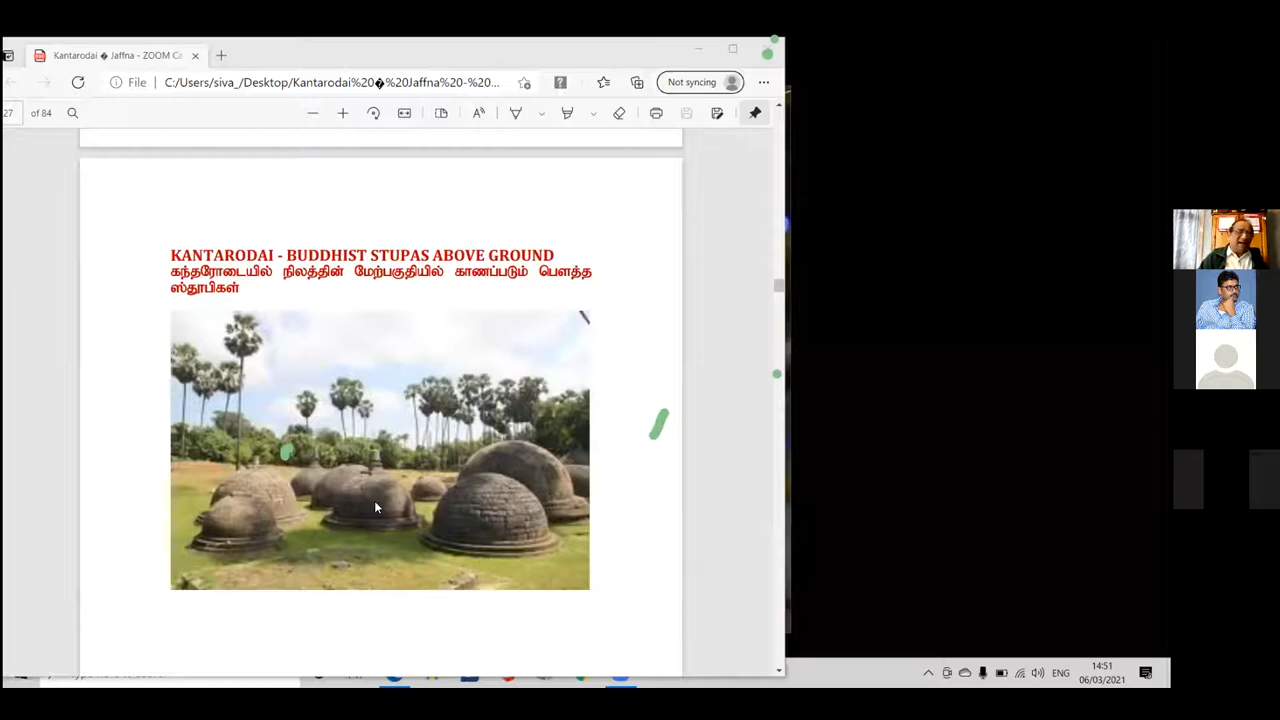 Kantarodai � Jaffna - ZOOM Ca
File
C:/Users/siva_/Desktop/Kantarodai%20�%20Jaffna%20-%20...
Not syncing
27 of 84
KANTARODAI - BUDDHIST STUPAS ABOVE GROUND
கந்தரோடையில் நிலத்தின் மேற்பகுதியில் காணப்படும் பௌத்த
ஸ்தூபிகள்
ENG
14:51
06/03/2021